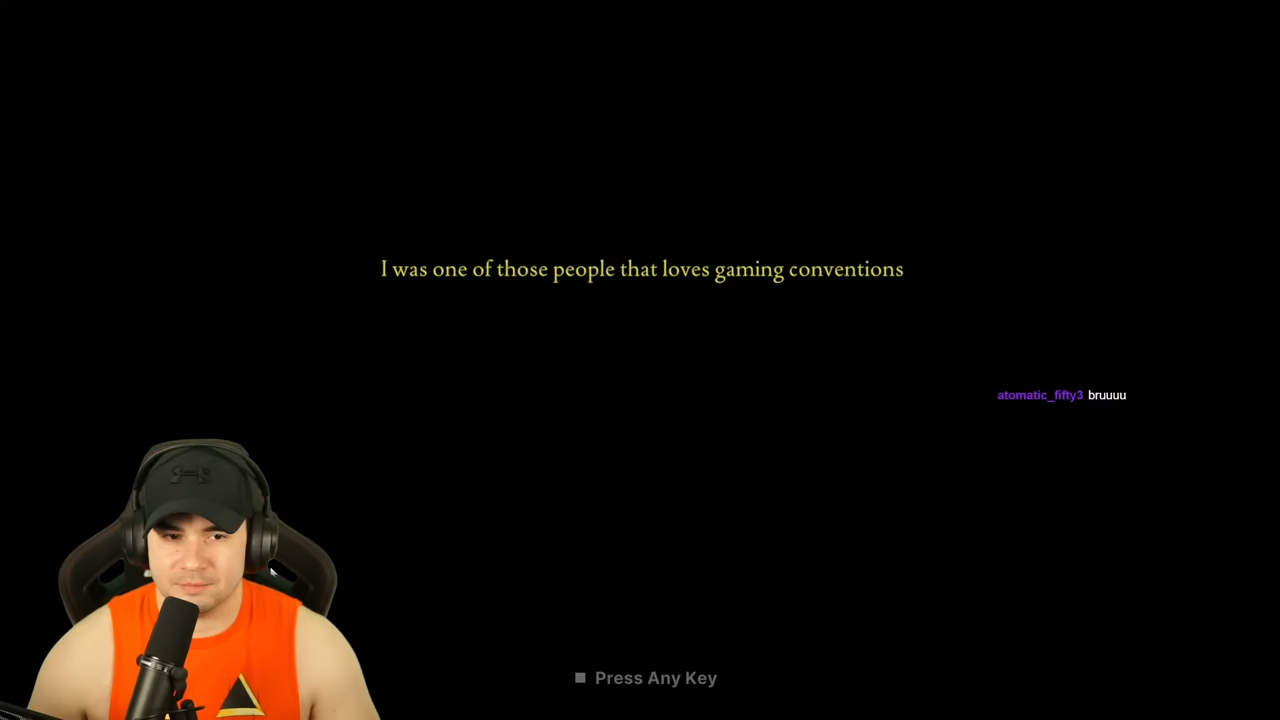 I was one of those people that loves gaming conventions
atomatic_fifty3 bruuuu
Press Any Key